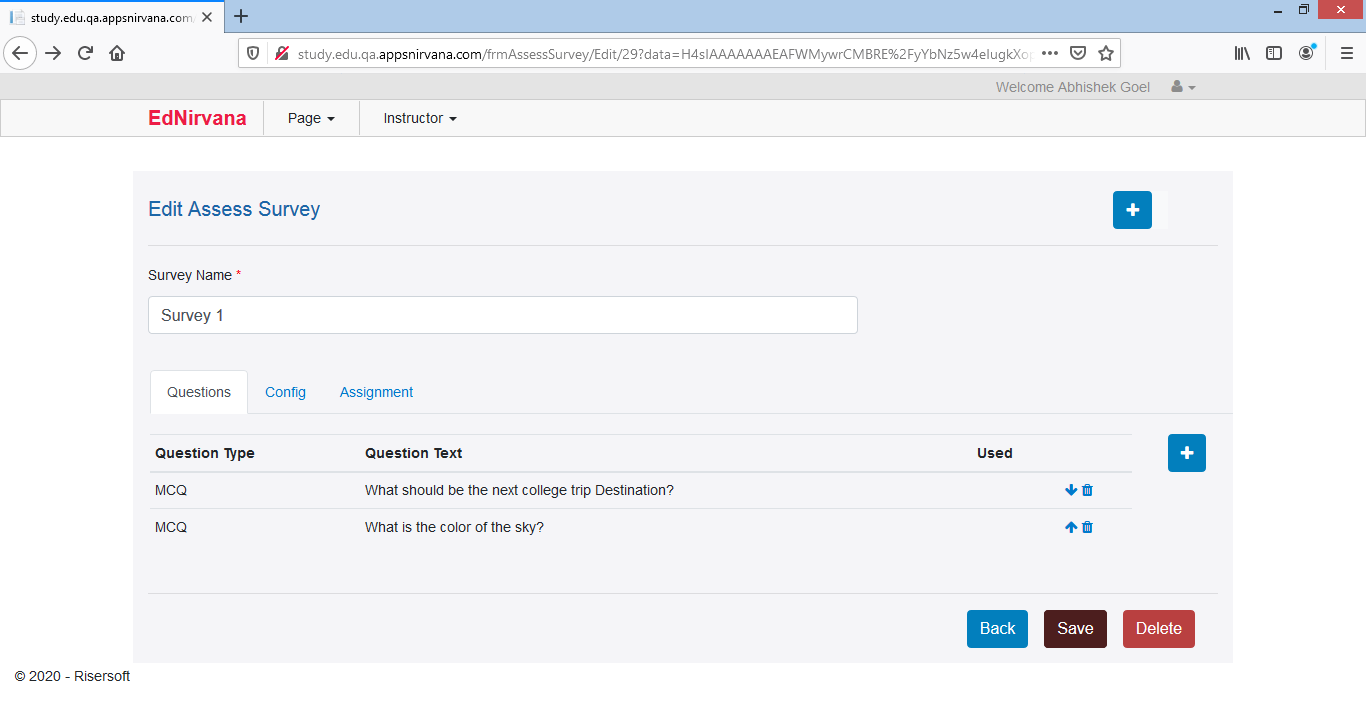 study.edu.qa.appsnirvana.com/
study.edu.qa.appsnirvana.com/frmAssessSurvey/Edit/29?data=H4sIAAAAAAAEAFWMywrCMBRE%2FyYbNz5w4eIugkXop
Welcome Abhishek Goel
EdNirvana Page Instructor
Edit Assess Survey
Survey Name *
Survey 1
Questions Config Assignment
Question Type Question Text Used
MCQ What should be the next college trip Destination?
MCQ What is the color of the sky?
Back Save Delete
© 2020 - Risersoft